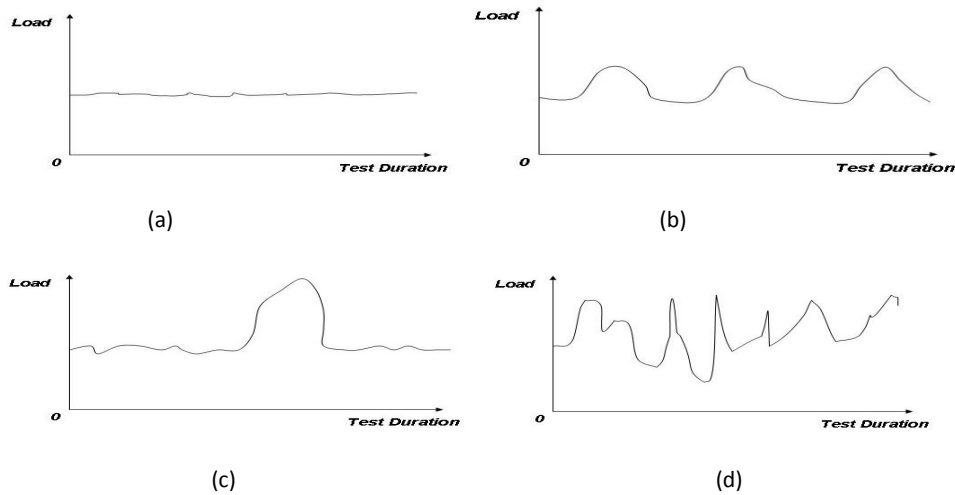 Load
0
Test Duration
(a)
Load
0
Test Duration
(b)
Load
0
Test Duration
(c)
Load
0
Test Duration
(d)